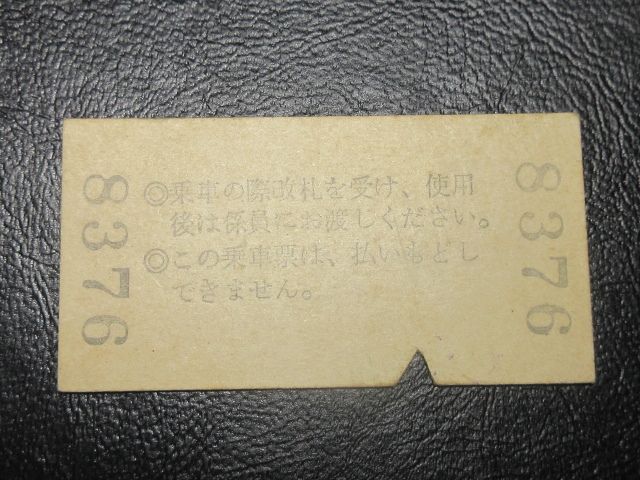 8376
◎乗車の際改札を受け、使用
後は係員にお渡しください。
◎この乗車票は、払いもどし
できません。
8376